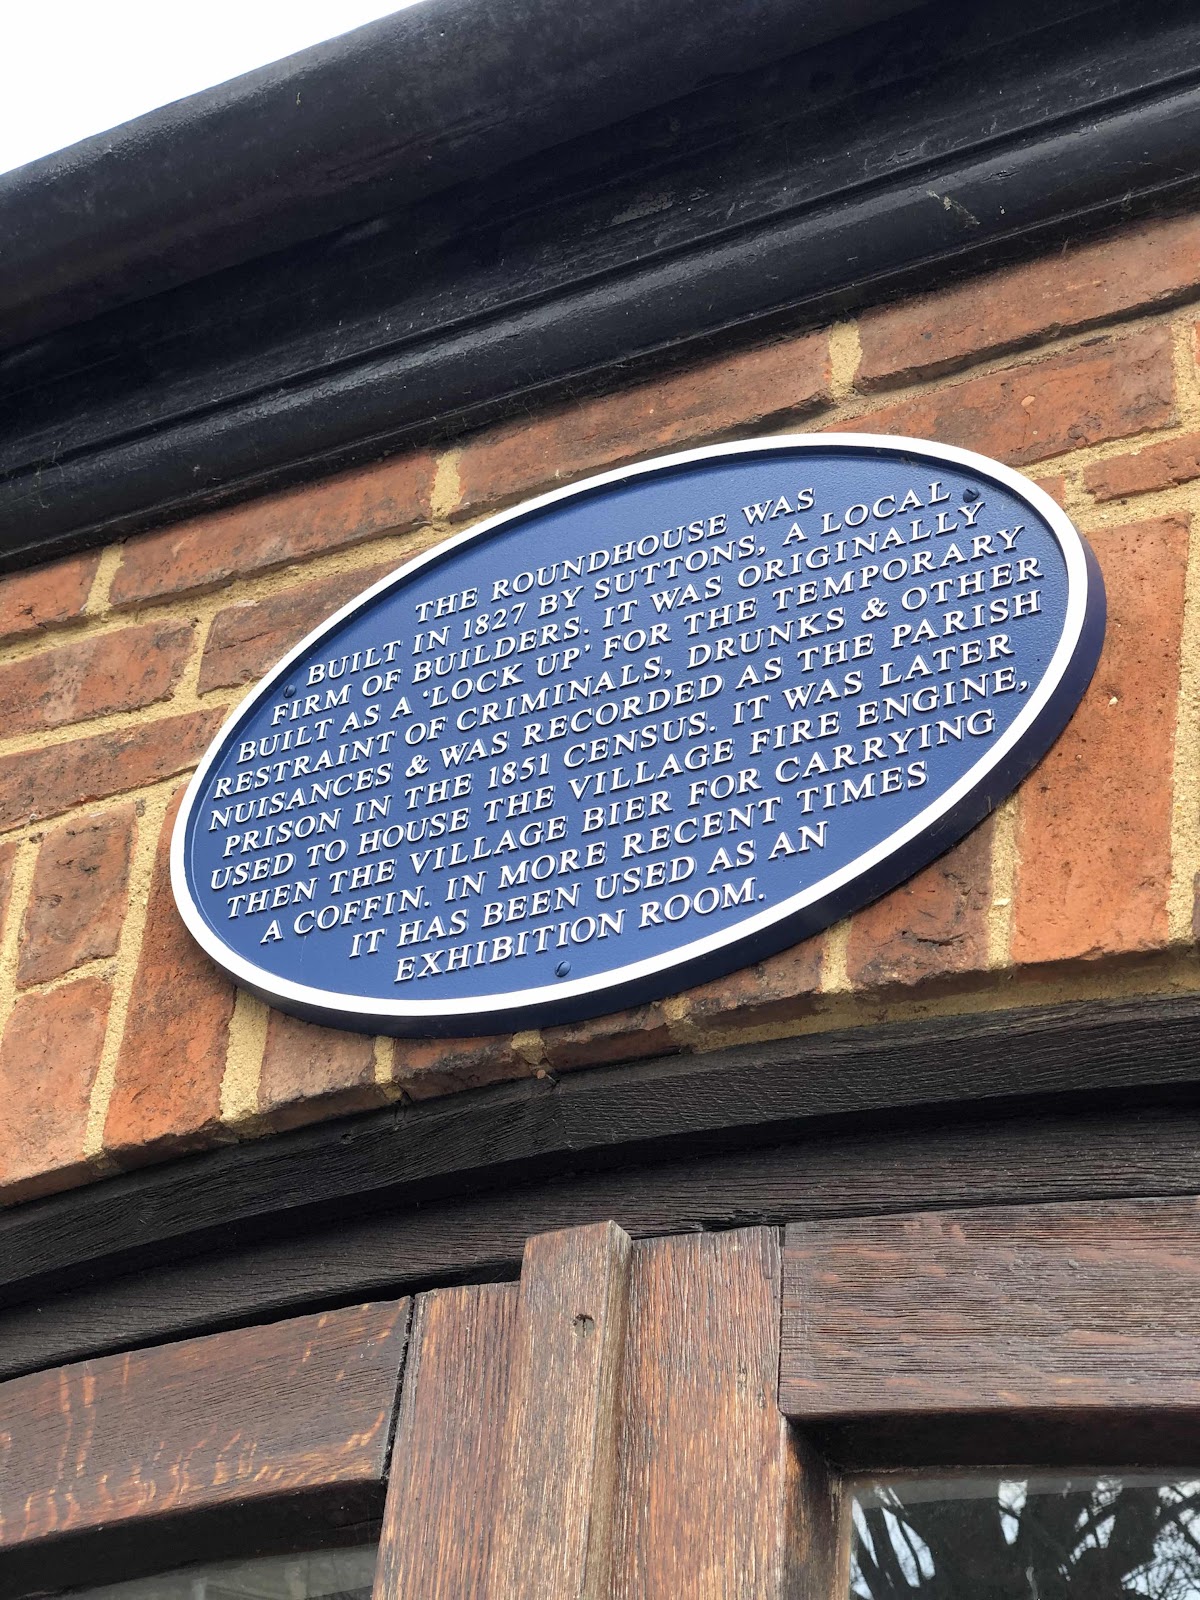 THE ROUNDHOUSE WAS
BUILT IN 1827 BY SUTTONS, A LOCAL
FIRM OF BUILDERS. IT WAS ORIGINALLY
BUILT AS A 'LOCK UP' FOR THE TEMPORARY
RESTRAINT OF CRIMINALS, DRUNKS & OTHER
NUISANCES & WAS RECORDED AS THE PARISH
PRISON IN THE 1851 CENSUS. IT WAS LATER
USED TO HOUSE THE VILLAGE FIRE ENGINE,
THEN THE VILLAGE BIER FOR CARRYING
A COFFIN. IN MORE RECENT TIMES
IT HAS BEEN USED AS AN
EXHIBITION ROOM.